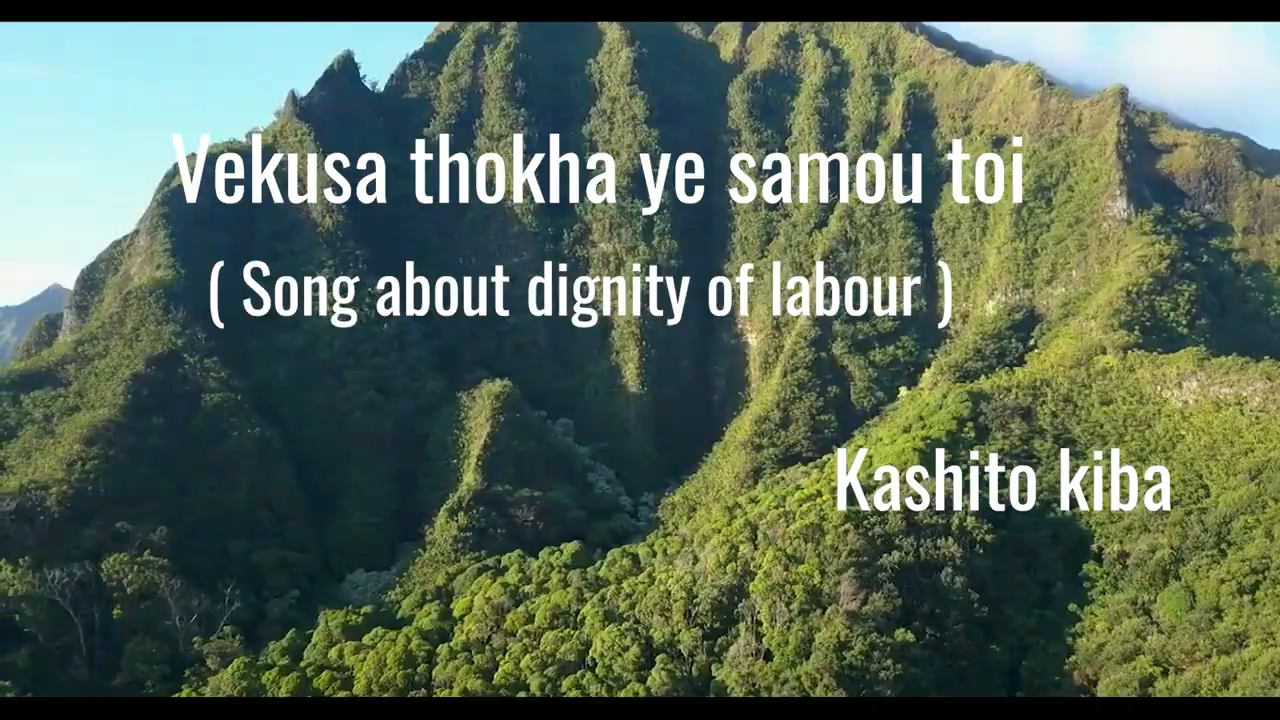 Vekusa thokha ye samou toi
( Song about dignity of labour )
Kashito kiba